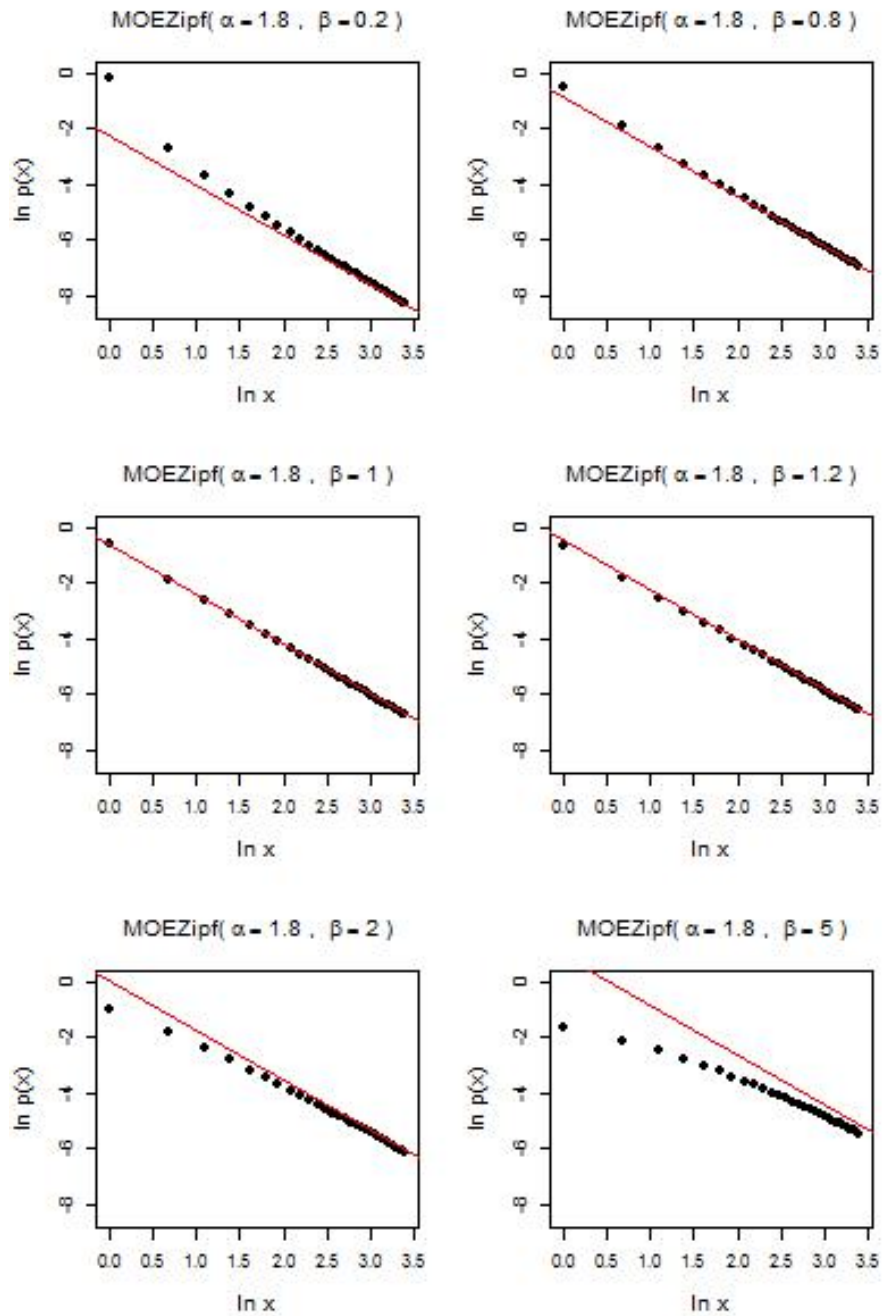 MOEZipf( α = 1.8 , β = 0.2 )
0
-2
-4
-6
-8
ln p(x)
0.0 0.5 1.0 1.5 2.0 2.5 3.0 3.5
ln x
MOEZipf( α = 1.8 , β = 0.8 )
0
-2
-4
-6
-8
ln p(x)
0.0 0.5 1.0 1.5 2.0 2.5 3.0 3.5
ln x
MOEZipf( α = 1.8 , β = 1 )
0
-2
-4
-6
-8
ln p(x)
0.0 0.5 1.0 1.5 2.0 2.5 3.0 3.5
ln x
MOEZipf( α = 1.8 , β = 1.2 )
0
-2
-4
-6
-8
ln p(x)
0.0 0.5 1.0 1.5 2.0 2.5 3.0 3.5
ln x
MOEZipf( α = 1.8 , β = 2 )
0
-2
-4
-6
-8
ln p(x)
0.0 0.5 1.0 1.5 2.0 2.5 3.0 3.5
ln x
MOEZipf( α = 1.8 , β = 5 )
0
-2
-4
-6
-8
ln p(x)
0.0 0.5 1.0 1.5 2.0 2.5 3.0 3.5
ln x